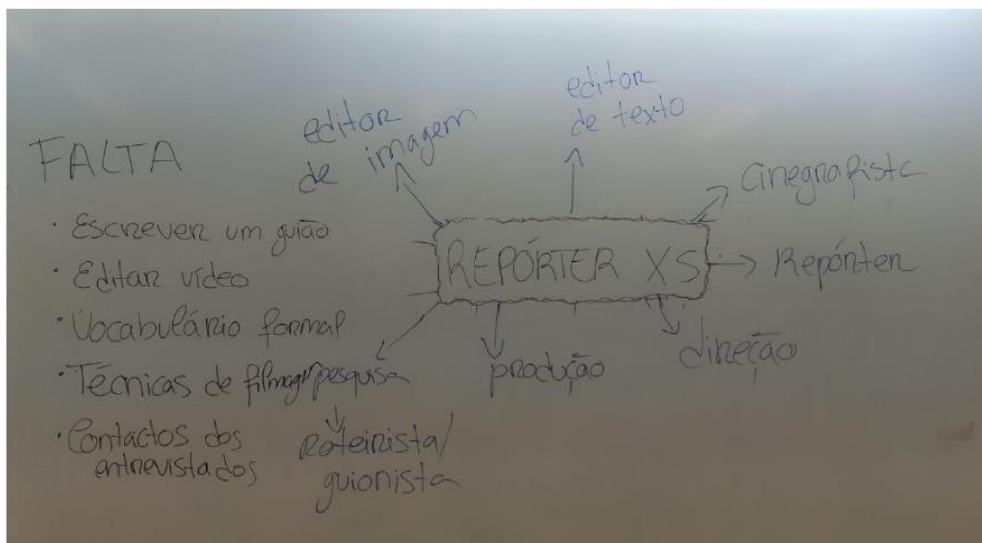 FALTA
· Escrever um guião
· Editar vídeo
· Vocabulário formal
· Técnicas de filmagem
· Contactos dos
entrevistados
editor
de imagem
editor
de texto
Cinegrafista
REPÓRTER XS
Repórter
direção
produção
pesquisa
Roteirista/
guionista